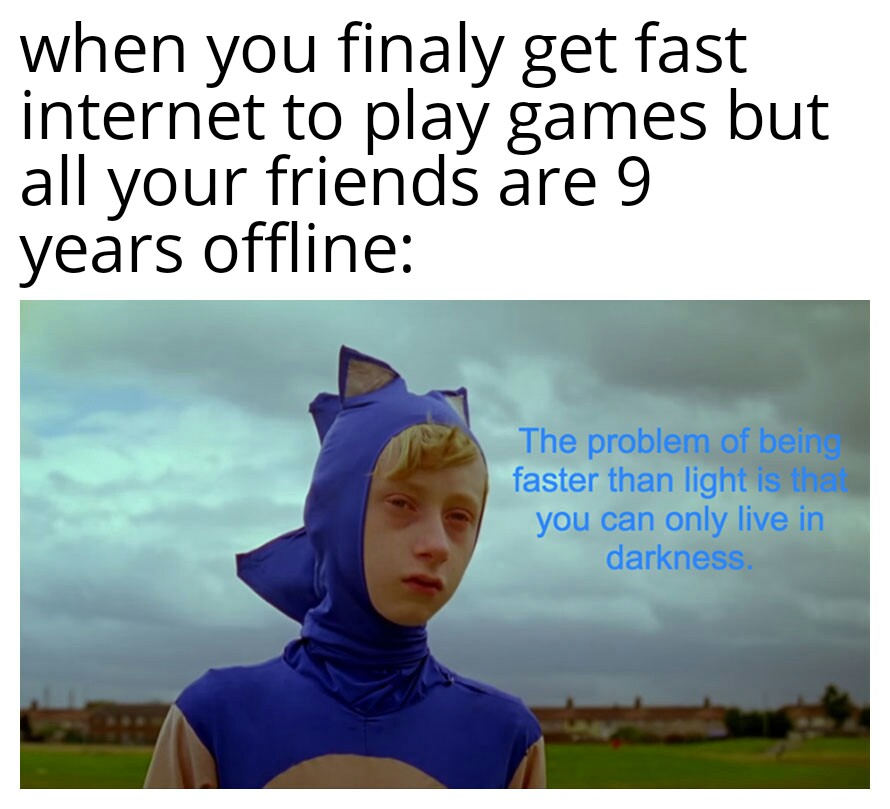 when you finaly get fast
internet to play games but
all your friends are 9
years offline:
The problem of being
faster than light is that
you can only live in
darkness.